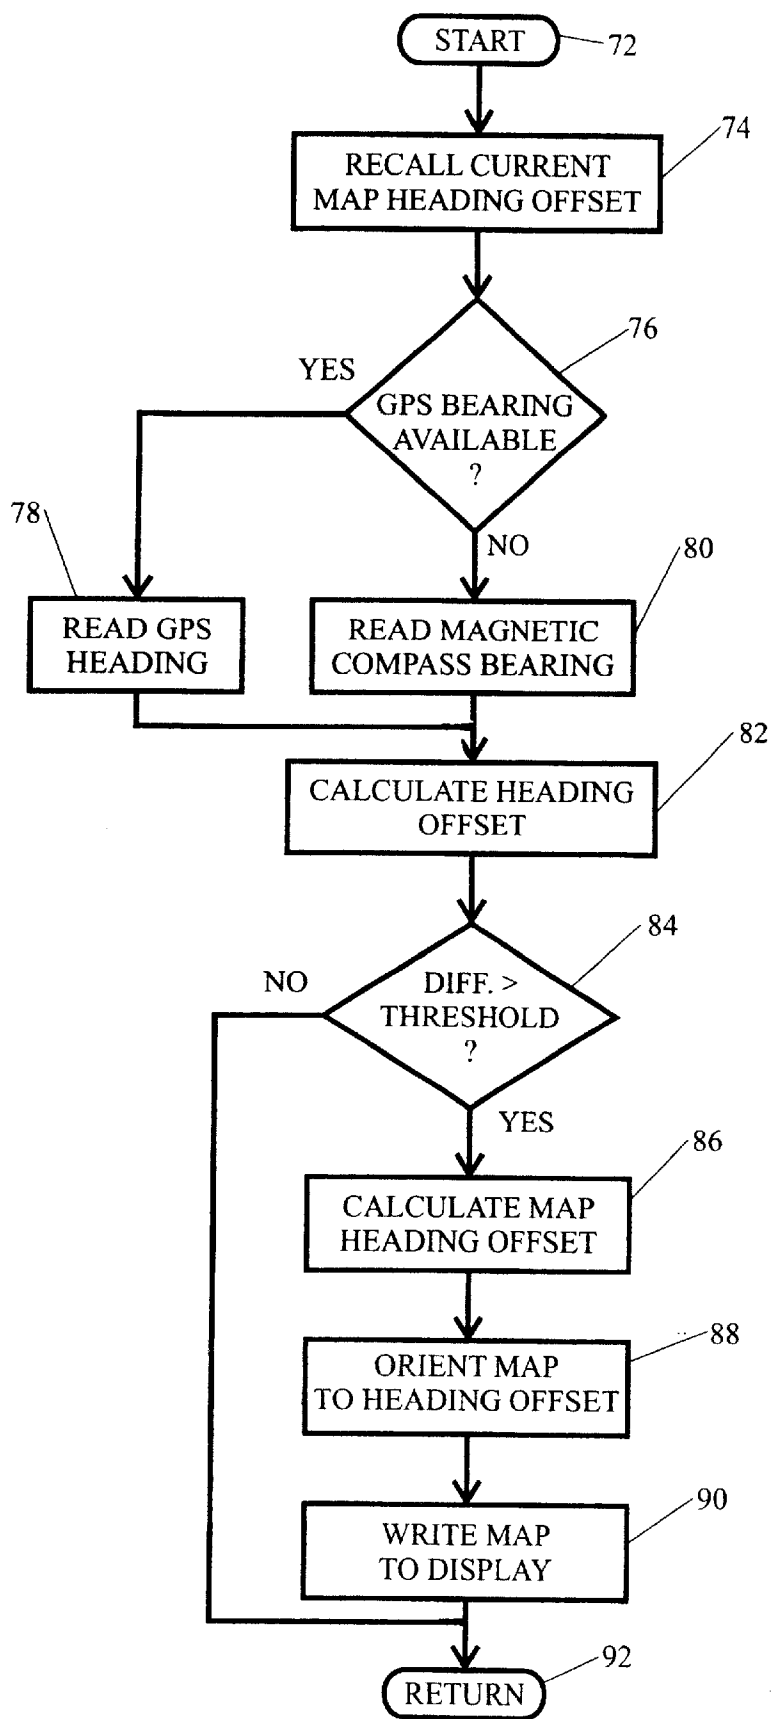 START
72
74
RECALL CURRENT
MAP HEADING OFFSET
76
YES
GPS BEARING
AVAILABLE
?
NO
78
80
READ GPS
HEADING
READ MAGNETIC
COMPASS BEARING
82
CALCULATE HEADING
OFFSET
84
NO
DIFF. >
THRESHOLD
?
YES
86
CALCULATE MAP
HEADING OFFSET
88
ORIENT MAP
TO HEADING OFFSET
90
WRITE MAP
TO DISPLAY
92
RETURN